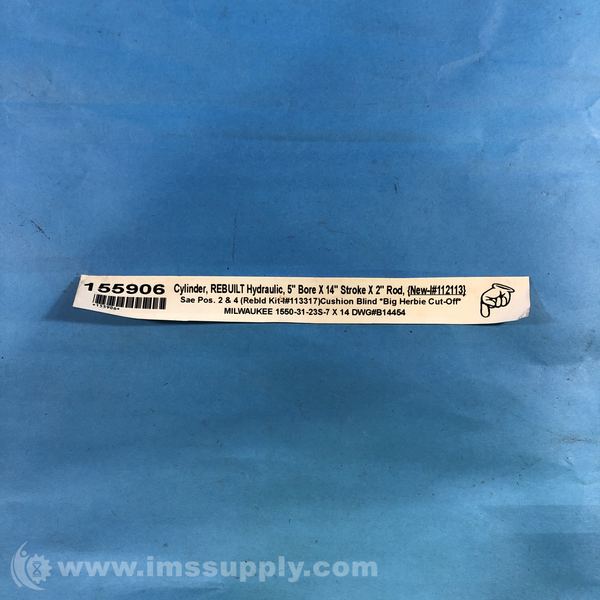 155906
*155906*
Cylinder, REBUILT Hydraulic, 5" Bore X 14" Stroke X 2" Rod, {New-I#112113}
Sae Pos. 2 & 4 (Rebld Kit-I#113317)Cushion Blind "Big Herbie Cut-Off"
MILWAUKEE 1550-31-23S-7 X 14 DWG#B14454
www.imssupply.com